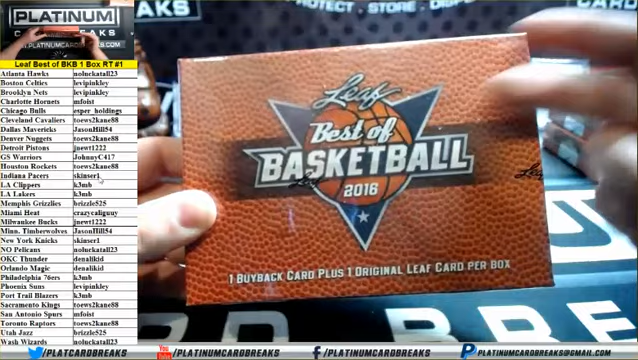 PLATINUM
CARD BREAKS
PROTECT . STORE . DISPLAY
Leaf Best of BKB 1 Box RT #1
Atlanta Hawks noluckatall23
Boston Celtics levipinkley
Brooklyn Nets levipinkley
Charlotte Hornets mfoist
Chicago Bulls esper_holdings
Cleveland Cavaliers toews2kane88
Dallas Mavericks JasonHill54
Denver Nuggets toews2kane88
Detroit Pistons jnewt1222
GS Warriors JohnnyC417
Houston Rockets toews2kane88
Indiana Pacers skinser1
LA Clippers k3mb
LA Lakers k3mb
Memphis Grizzlies brizzle525
Miami Heat crazycaliguy
Milwaukee Bucks jnewt1222
Minn. Timberwolves JasonHill54
New York Knicks skinser1
NO Pelicans noluckatall23
OKC Thunder denalikid
Orlando Magic denalikid
Philadelphia 76ers k3mb
Phoenix Suns levipinkley
Port Trail Blazers k3mb
Sacramento Kings toews2kane88
San Antonio Spurs mfoist
Toronto Raptors toews2kane88
Utah Jazz brizzle525
Wash Wizards noluckatall23
Leaf
Best of
BASKETBALL
2016
1 BUYBACK CARD PLUS 1 ORIGINAL LEAF CARD PER BOX
/PLATCARDBREAKS
YouTube
/PLATINUMCARDBREAKS
/PLATINUMCARDBREAKS
PLATINUMCARDBREAKS